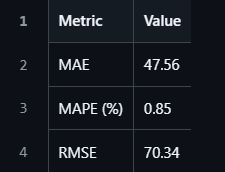 1 Metric Value
2 MAE 47.56
3 MAPE (%) 0.85
4 RMSE 70.34